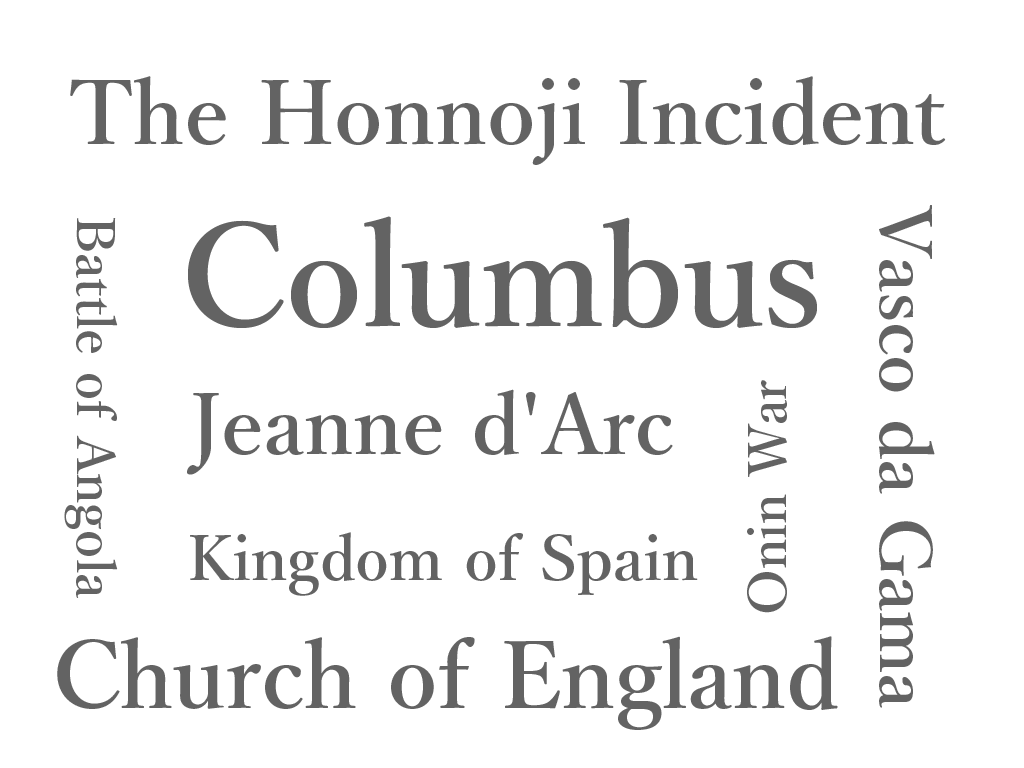 The Honnoji Incident
Battle of Angola
Columbus
Vasco da Gama
Jeanne d'Arc
Onin War
Kingdom of Spain
Church of England